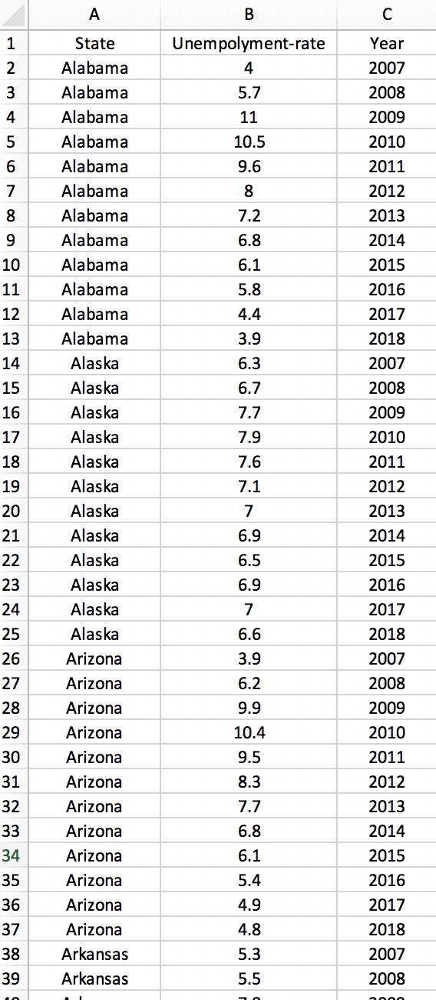 A B C
1 State Unempolyment-rate Year
2 Alabama 4 2007
3 Alabama 5.7 2008
4 Alabama 11 2009
5 Alabama 10.5 2010
6 Alabama 9.6 2011
7 Alabama 8 2012
8 Alabama 7.2 2013
9 Alabama 6.8 2014
10 Alabama 6.1 2015
11 Alabama 5.8 2016
12 Alabama 4.4 2017
13 Alabama 3.9 2018
14 Alaska 6.3 2007
15 Alaska 6.7 2008
16 Alaska 7.7 2009
17 Alaska 7.9 2010
18 Alaska 7.6 2011
19 Alaska 7.1 2012
20 Alaska 7 2013
21 Alaska 6.9 2014
22 Alaska 6.5 2015
23 Alaska 6.9 2016
24 Alaska 7 2017
25 Alaska 6.6 2018
26 Arizona 3.9 2007
27 Arizona 6.2 2008
28 Arizona 9.9 2009
29 Arizona 10.4 2010
30 Arizona 9.5 2011
31 Arizona 8.3 2012
32 Arizona 7.7 2013
33 Arizona 6.8 2014
34 Arizona 6.1 2015
35 Arizona 5.4 2016
36 Arizona 4.9 2017
37 Arizona 4.8 2018
38 Arkansas 5.3 2007
39 Arkansas 5.5 2008